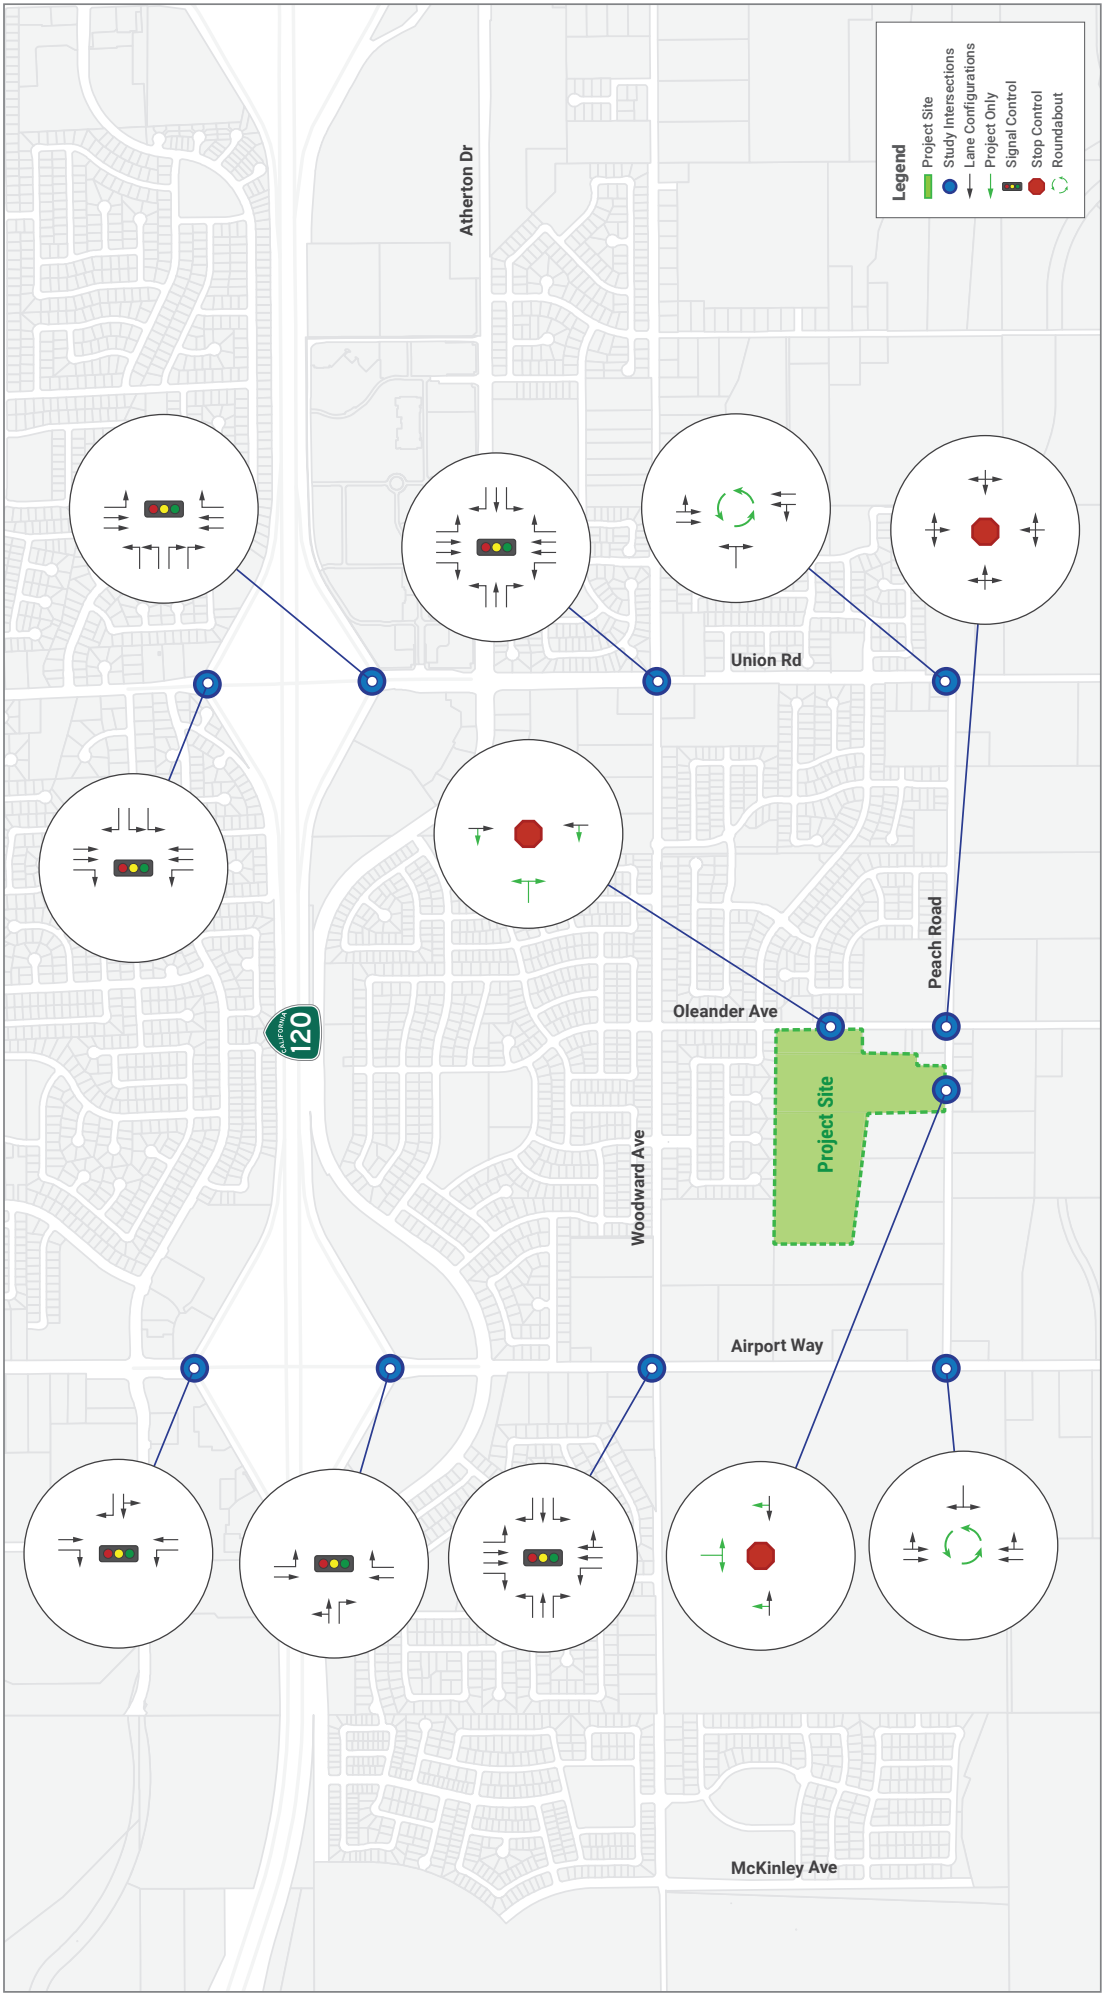 Legend
Project Site
Study Intersections
Lane Configurations
Project Only
Signal Control
Stop Control
Roundabout
Atherton Dr
Union Rd
Peach Road
Oleander Ave
CALIFORNIA
120
Project Site
Woodward Ave
Airport Way
McKinley Ave